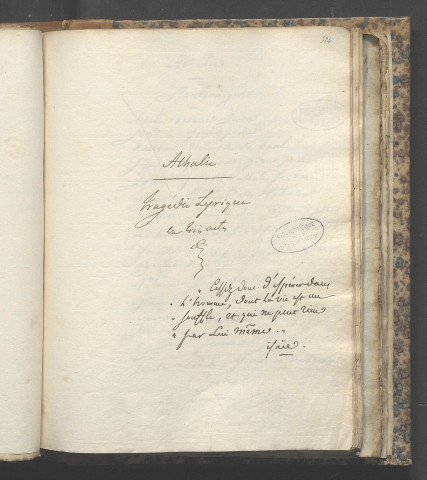 Athalie
tragédie Lyrique
en trois actes
" Cessez donc d'espérer dans
" L'homme, dont la vie est un
" souffle, et qui ne peut rien
" par Lui même. "
isaïe.